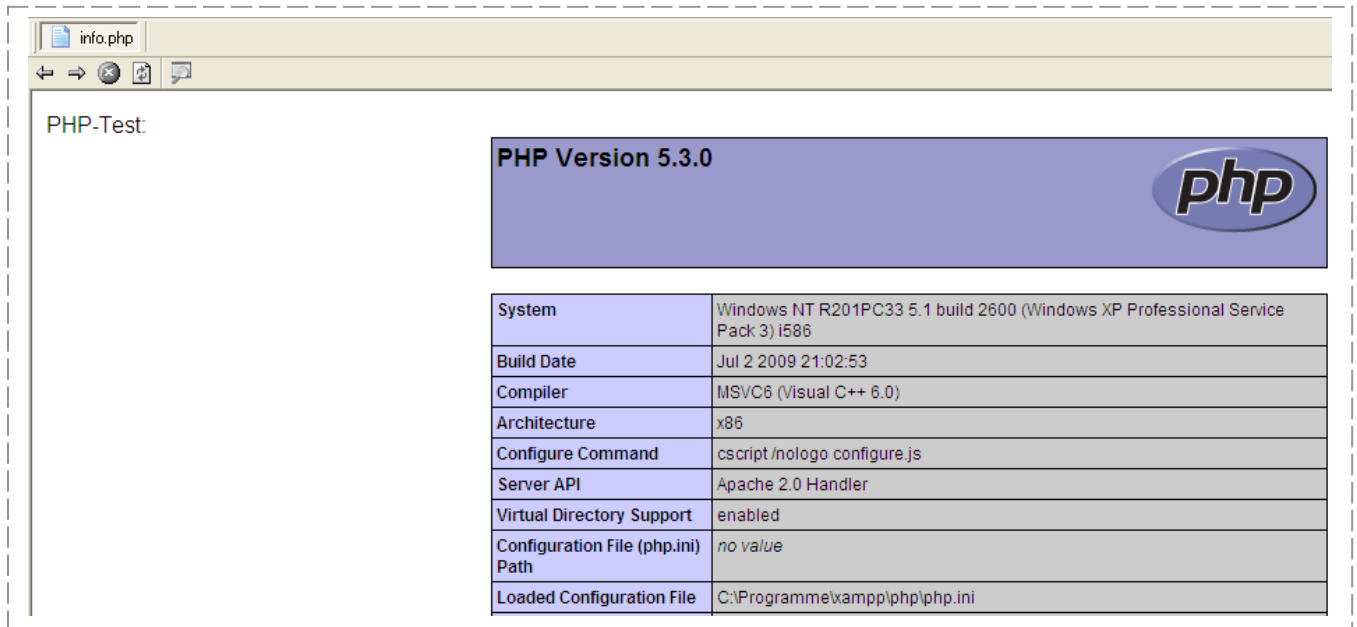 info.php
PHP-Test:
PHP Version 5.3.0
php
System Windows NT R201PC33 5.1 build 2600 (Windows XP Professional Service
Pack 3) i586
Build Date Jul 2 2009 21:02:53
Compiler MSVC6 (Visual C++ 6.0)
Architecture x86
Configure Command cscript /nologo configure.js
Server API Apache 2.0 Handler
Virtual Directory Support enabled
Configuration File (php.ini) no value
Path
Loaded Configuration File C:\Programme\xampp\php\php.ini